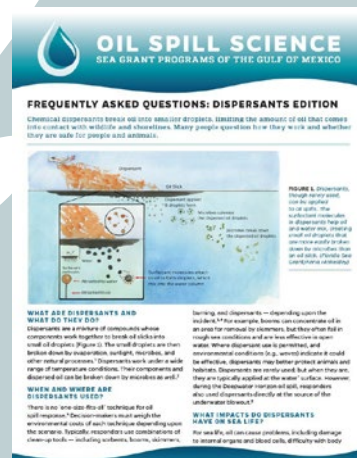 OIL SPILL SCIENCE
SEA GRANT PROGRAMS OF THE GULF OF MEXICO
FREQUENTLY ASKED QUESTIONS: DISPERSANTS EDITION
Chemical dispersants break oil into smaller droplets, limiting the amount of oil that comes
into contact with wildlife and shorelines. Many people question how they work and whether
they are safe for people and animals.
Dispersant
Oil Slick
FIGURE 1. Dispersants,
though rarely used,
can be applied
to oil spills. The
surfactant molecules
in dispersants help oil
and water mix, creating
small oil droplets that
are more easily broken
down by microbes than
an oil slick.
WHAT ARE DISPERSANTS AND
WHAT DO THEY DO?
Dispersants are a mixture of compounds whose
components work together to break oil slicks into
small oil droplets (Figure 1). The small droplets are then
broken down by evaporation, sunlight, microbes, and
other natural processes. Dispersants work under a wide
range of temperature conditions. Their components and
dispersed oil can be broken down by microbes as well.
WHEN AND WHERE ARE
DISPERSANTS USED?
There is no "one-size-fits-all" technique for oil
spill response. Decision-makers must weigh the
environmental costs of each technique depending upon
the scenario. Typically, responders use combinations of
clean-up tools — including sorbents, booms, skimmers,
burning, and dispersants — depending upon the
incident. For example, booms can concentrate oil in
an area for removal by skimmers, but they often fail in
rough sea conditions and are less effective in open
water. Where dispersant use is permitted, and
environmental conditions (e.g., waves) indicate it could
be effective, dispersants may better protect animals and
habitats. Dispersants are rarely used, but when they are,
they are typically applied at the water surface. However,
during the Deepwater Horizon oil spill, responders
also used dispersants directly at the source of the
underwater blowout.
WHAT IMPACTS DO DISPERSANTS
HAVE ON SEA LIFE?
For sea life, oil can cause problems, including damage
to internal organs and blood cells, difficulty with body